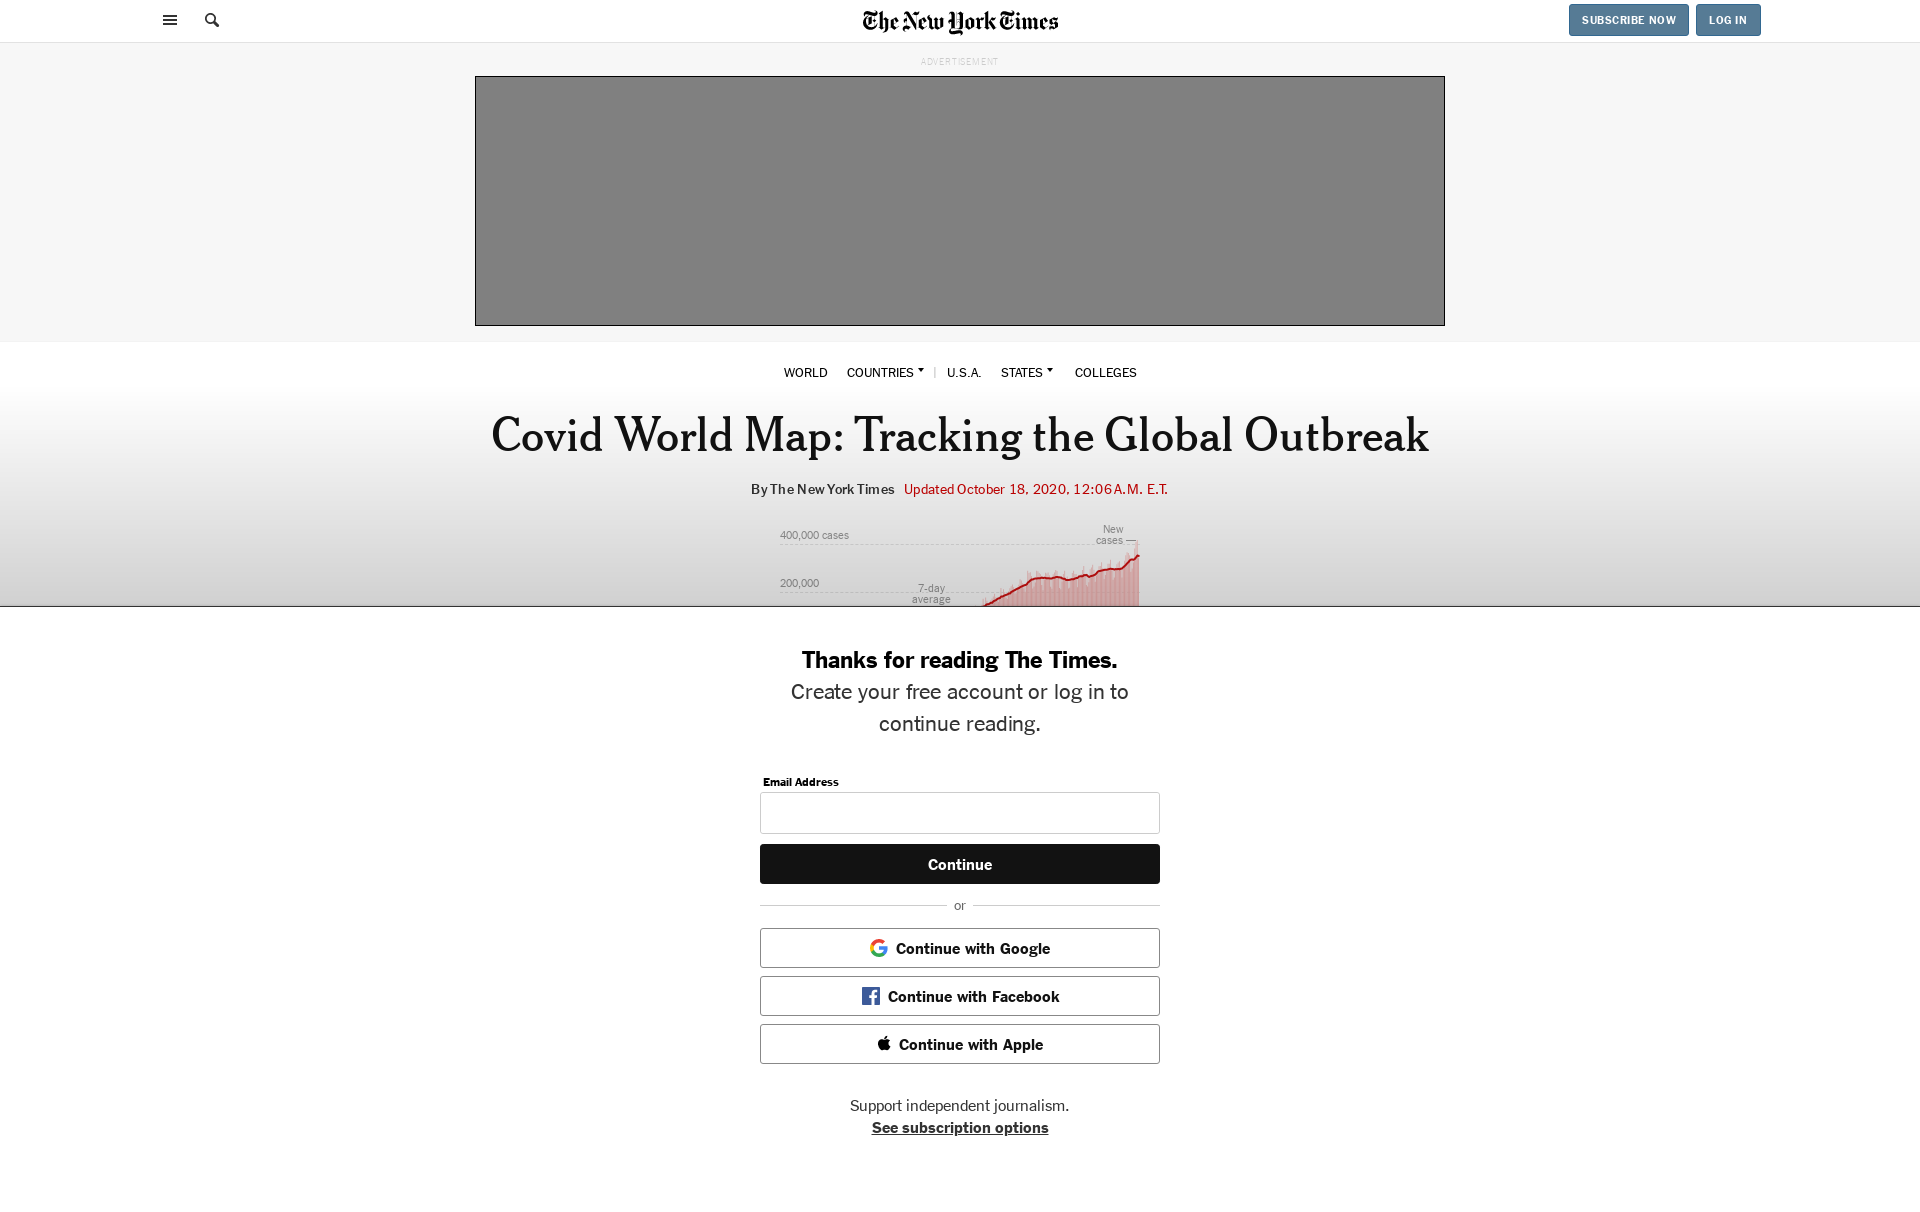 The New York Times
SUBSCRIBE NOW
LOG IN
ADVERTISEMENT
WORLD COUNTRIES | U.S.A. STATES COLLEGES
Covid World Map: Tracking the Global Outbreak
By The New York Times Updated October 18, 2020, 12:06 A.M. E.T.
400,000 cases
New
cases
200,000
7-day
average
Thanks for reading The Times.
Create your free account or log in to
continue reading.
Email Address
Continue
or
Continue with Google
Continue with Facebook
Continue with Apple
Support independent journalism.
See subscription options